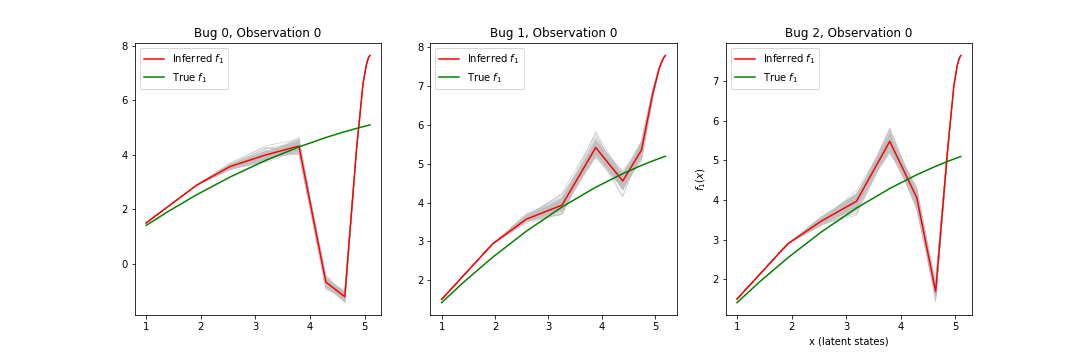 Bug 0, Observation 0
8
6
4
2
0
1 2 3 4 5
Inferred f₁
True f₁
Bug 1, Observation 0
8
7
6
5
4
3
2
1 2 3 4 5
Inferred f₁
True f₁
Bug 2, Observation 0
f₁(x)
7
6
5
4
3
2
1 2 3 4 5
x (latent states)
Inferred f₁
True f₁